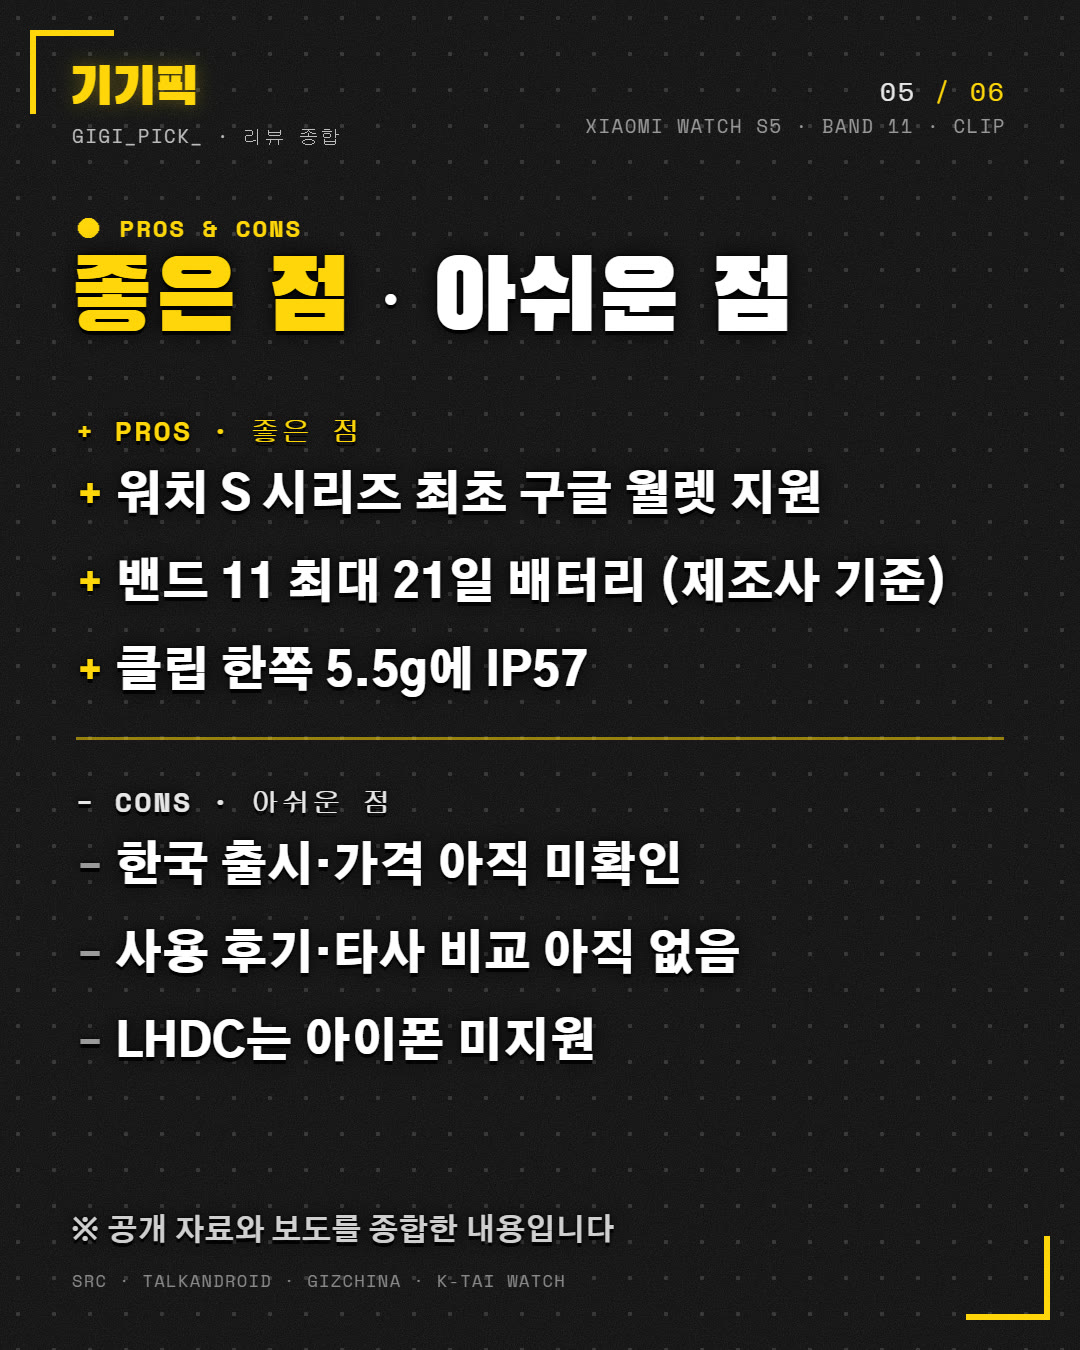 기기픽
GIGI_PICK_ · 리뷰 종합
05 / 06
XIAOMI WATCH S5 · BAND 11 · CLIP
● PROS & CONS
좋은 점 · 아쉬운 점
+ PROS · 좋은 점
+ 워치 S 시리즈 최초 구글 월렛 지원
+ 밴드 11 최대 21일 배터리 (제조사 기준)
+ 클립 한쪽 5.5g에 IP57
- CONS · 아쉬운 점
- 한국 출시·가격 아직 미확인
- 사용 후기·타사 비교 아직 없음
- LHDC는 아이폰 미지원
※ 공개 자료와 보도를 종합한 내용입니다
SRC · TALKANDROID · GIZCHINA · K-TAI WATCH